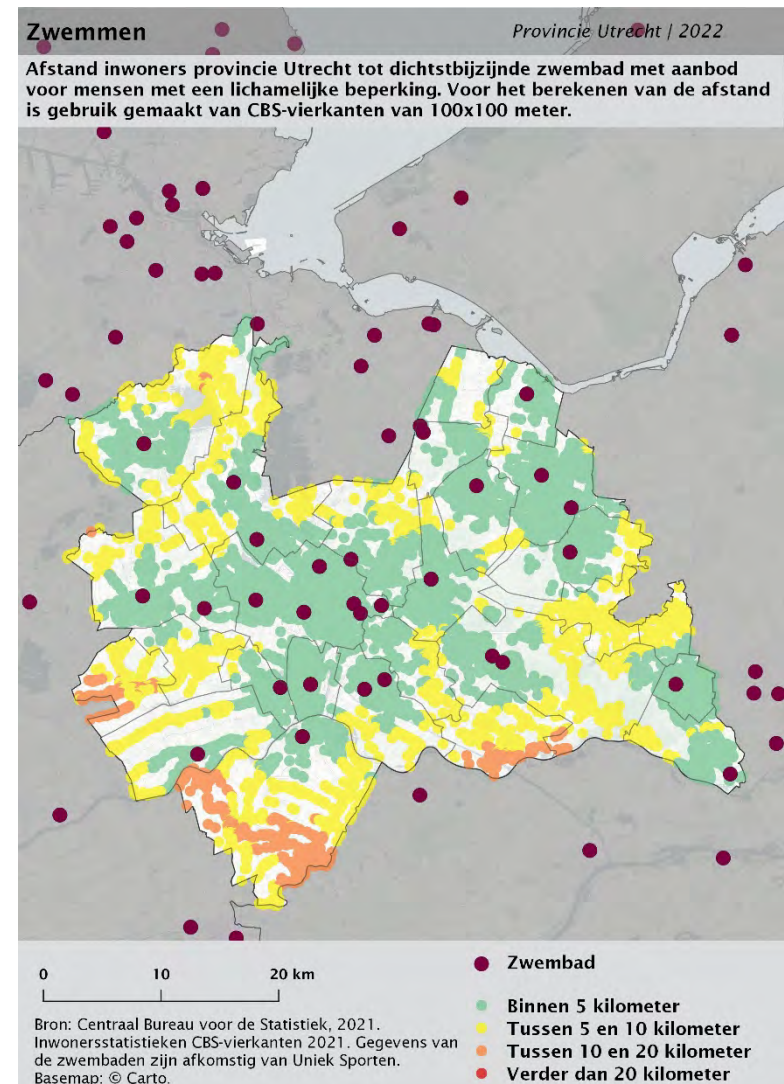 Zwemmen
Provincie Utrecht | 2022
Afstand inwoners provincie Utrecht tot dichtstbijzijnde zwembad met aanbod
voor mensen met een lichamelijke beperking. Voor het berekenen van de afstand
is gebruik gemaakt van CBS-vierkanten van 100x100 meter.
0 10 20 km
Bron: Centraal Bureau voor de Statistiek, 2021.
Inwonersstatistieken CBS-vierkanten 2021. Gegevens van
de zwembaden zijn afkomstig van Uniek Sporten.
Basemap: © Carto.
Zwembad
Binnen 5 kilometer
Tussen 5 en 10 kilometer
Tussen 10 en 20 kilometer
Verder dan 20 kilometer